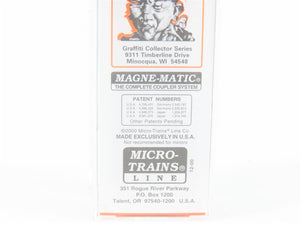 Graffiti Collector Series
9311 Timberline Drive
Minocqua, WI 54548
MAGNE-MATIC®
THE COMPLETE COUPLER SYSTEM
PATENT NUMBERS
Other Patents Pending
©2000 Micro-Trains® Line Co.
MADE EXCLUSIVELY IN U.S.A.
Not recommended for minors
MICRO-
TRAINS®
LINE
351 Rogue River Parkway
P.O. Box 1200
Talent, OR 97540-1200 U.S.A.